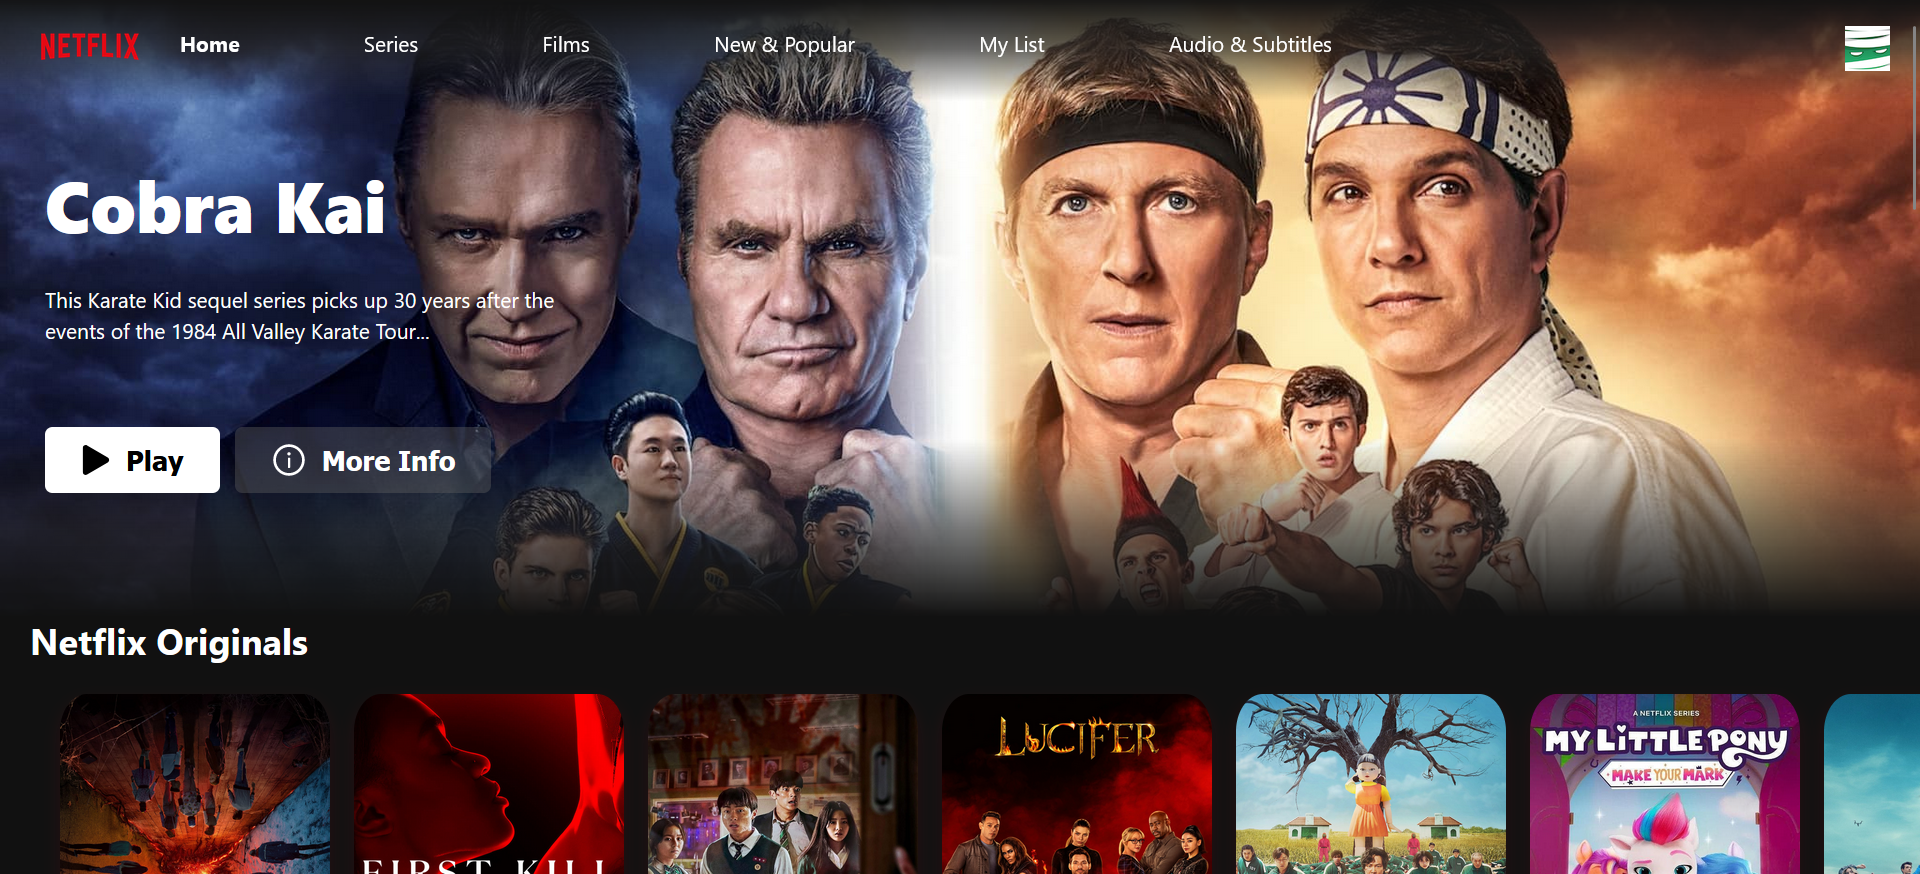 NETFLIX
Home
Series
Films
New & Popular
My List
Audio & Subtitles
Cobra Kai
This Karate Kid sequel series picks up 30 years after the
events of the 1984 All Valley Karate Tour...
Play
More Info
Netflix Originals
FIRST KILL
LUCIFER
A NETFLIX SERIES
MY LITTLE PONY
MAKE YOUR MARK